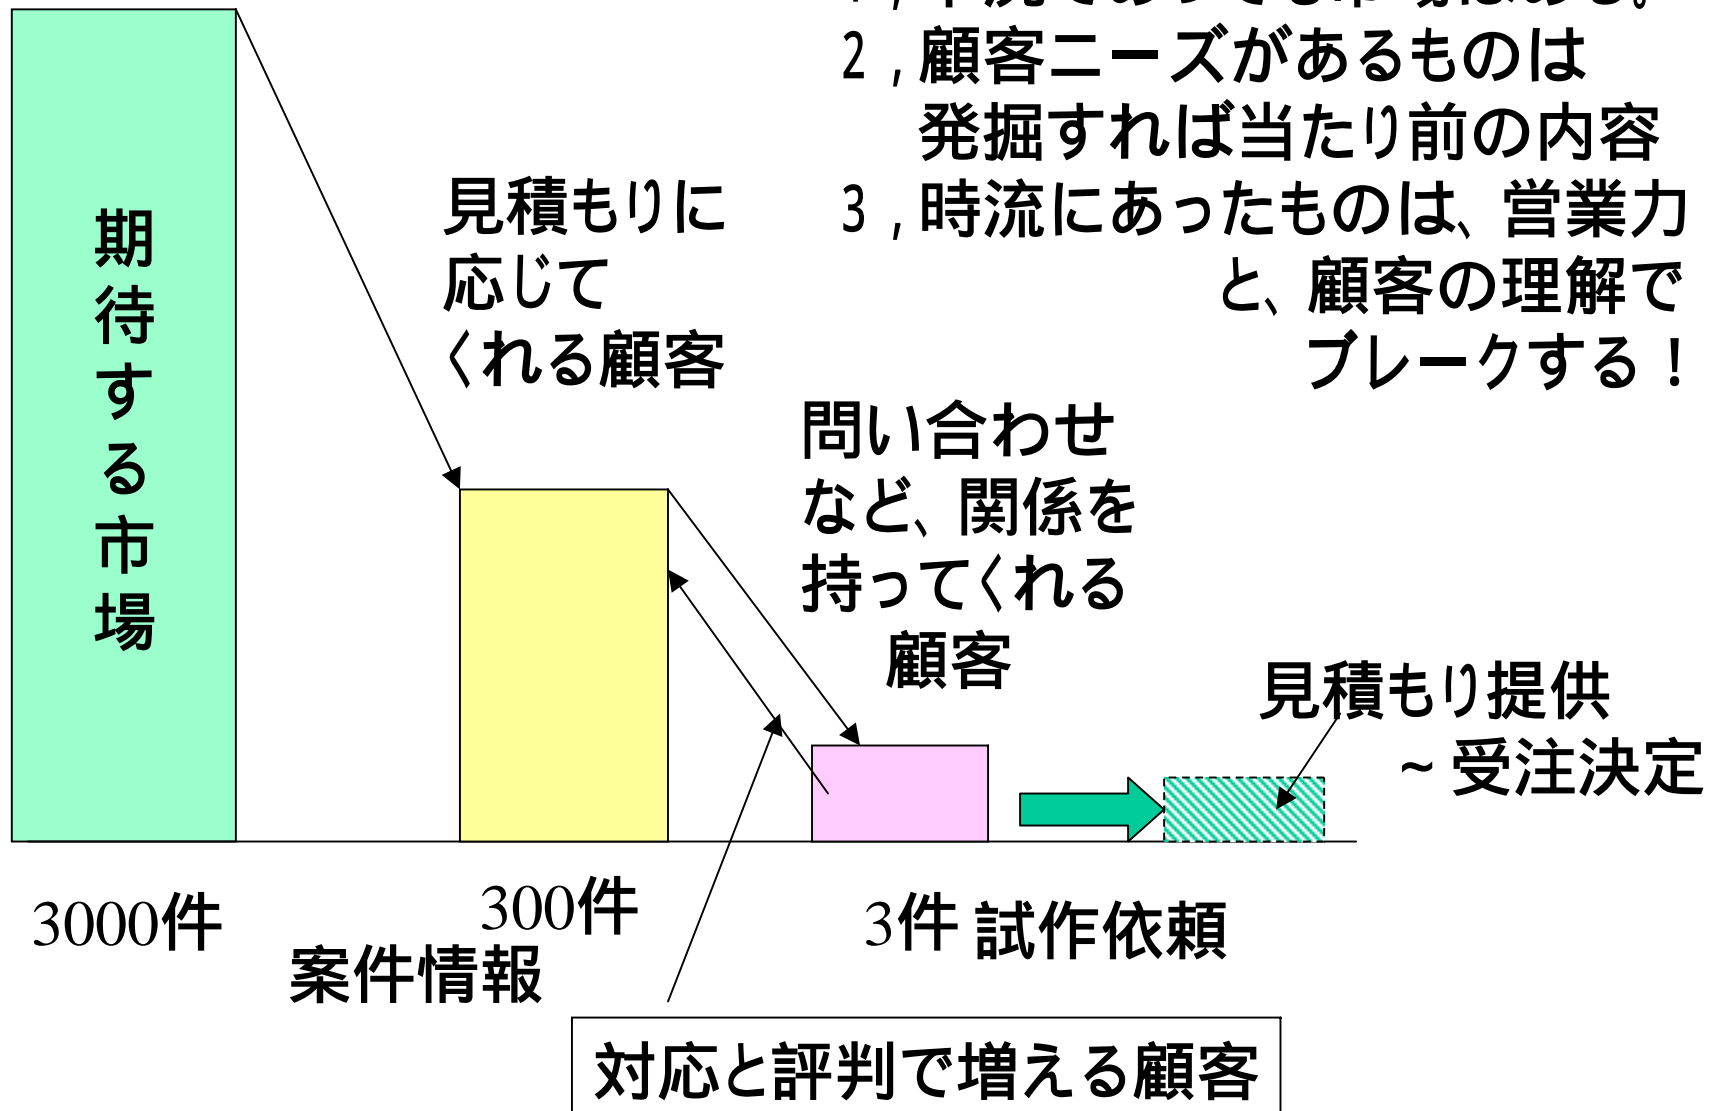 2,顧客ニーズがあるものは
発掘すれば当たり前の内容
3,時流にあったものは、営業力
と、顧客の理解で
ブレークする!
見積もりに
応じて
くれる顧客
期待する市場
問い合わせ
など、関係を
持ってくれる
顧客
見積もり提供
~受注決定
3000件
300件
3件 試作依頼
案件情報
対応と評判で増える顧客